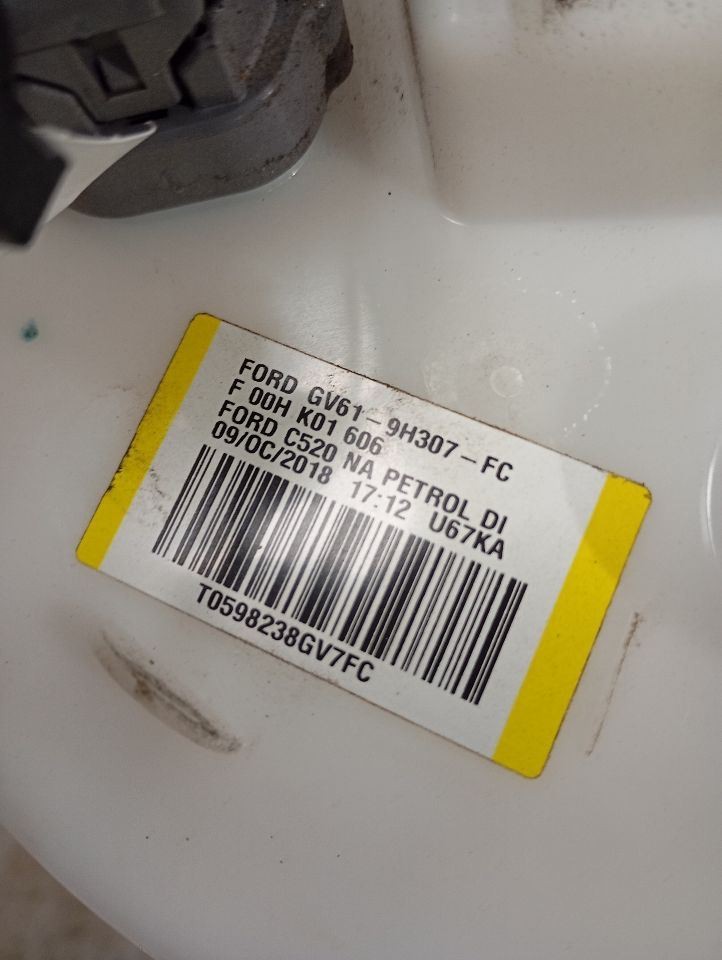 FORD GV61-9H307-FC
F 00H K01 606
FORD C520 NA PETROL DI
09/OC/2018 17:12 U67KA
T0598238GV7FC